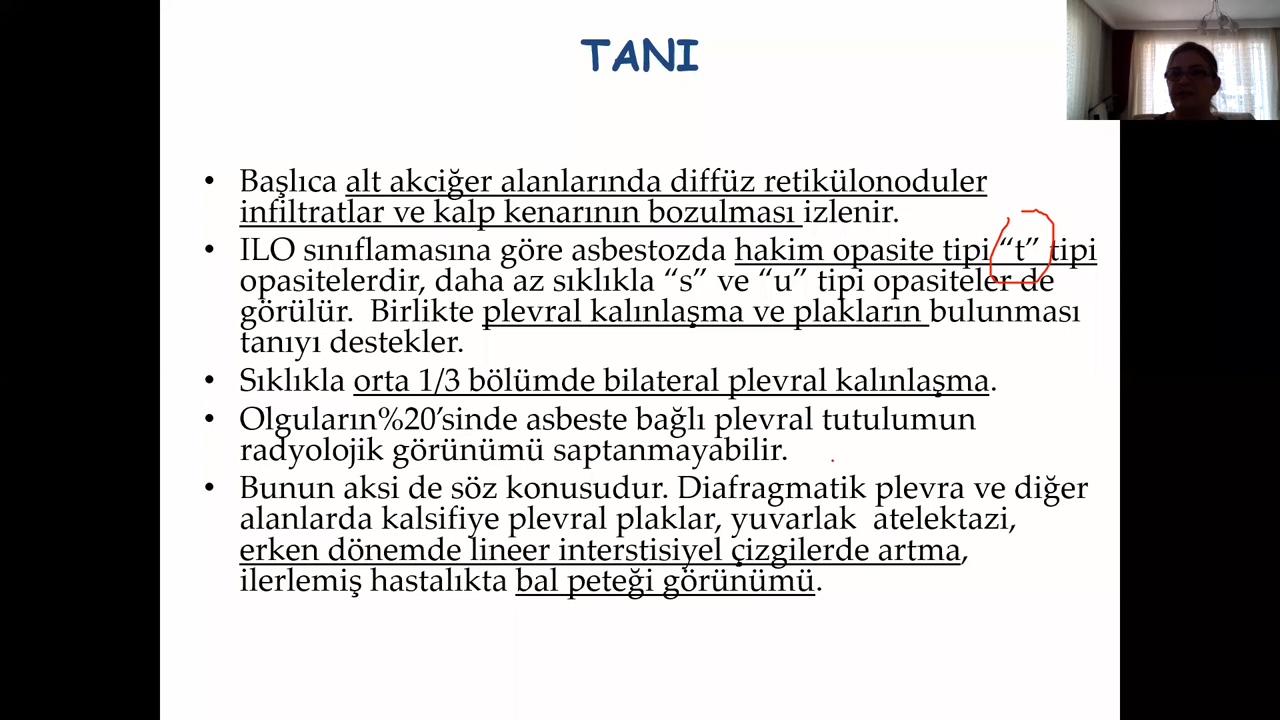 TANI
• Başlıca alt akciğer alanlarında diffüz retikülonoduler
infiltratlar ve kalp kenarının bozulması izlenir.
• ILO sınıflamasına göre asbestozda hakim opasite tipi “t” tipi
opasitelerdir, daha az sıklıkla “s” ve “u” tipi opasiteler de
görülür. Birlikte plevral kalınlaşma ve plakların bulunması
tanıyı destekler.
• Sıklıkla orta 1/3 bölümde bilateral plevral kalınlaşma.
• Olguların%20’sinde asbeste bağlı plevral tutulumun
radyolojik görünümü saptanmayabilir.
• Bunun aksi de söz konusudur. Diafragmatik plevra ve diğer
alanlarda kalsifiye plevral plaklar, yuvarlak atelektazi,
erken dönemde lineer interstisiyel çizgilerde artma,
ilerlemiş hastalıkta bal peteği görünümü.